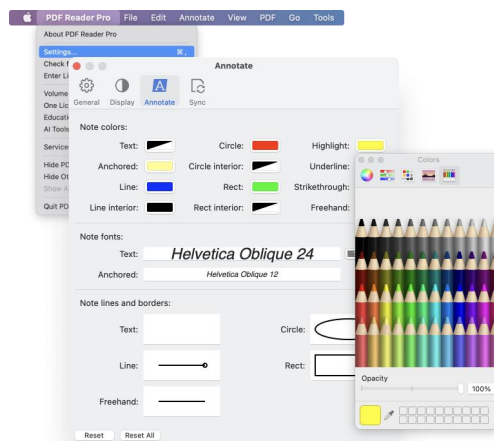 PDF Reader Pro File Edit Annotate View PDF Go Tools
About PDF Reader Pro
Settings... ⌘ ,
Check f
Enter Li
Volume
One Lic
Educati
AI Tools
Service
Hide PD
Hide Ot
Show A
Quit PD
Annotate
General Display Annotate Sync
Note colors:
Text: Circle: Highlight:
Anchored: Circle interior: Underline:
Line: Rect: Strikethrough:
Line interior: Rect interior: Freehand:
Note fonts:
Text: Helvetica Oblique 24
Anchored: Helvetica Oblique 12
Note lines and borders:
Text: Circle:
Line: Rect:
Freehand:
Reset Reset All
Colors
Opacity
100%